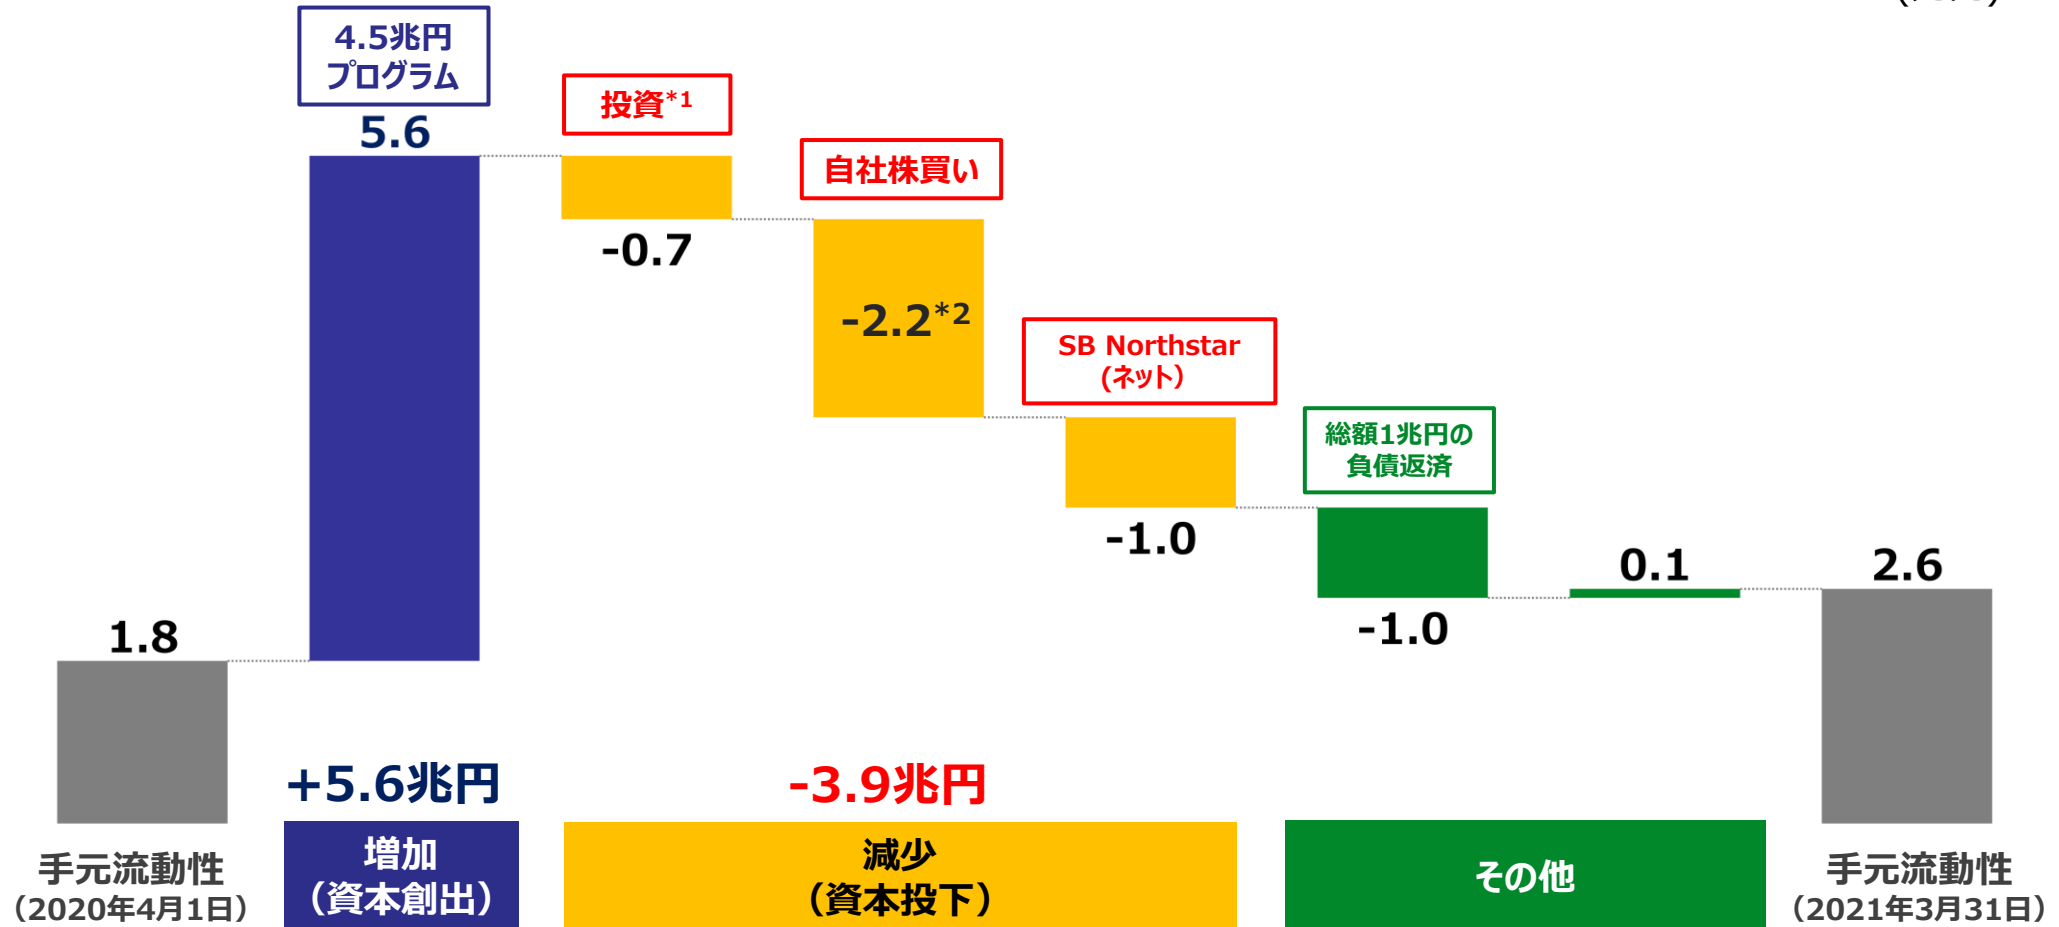 4.5兆円
プログラム
5.6
投資*1
-0.7
自社株買い
-2.2*2
SB Northstar
(ネット)
-1.0
総額1兆円の
負債返済
-1.0
0.1
2.6
1.8
+5.6兆円
-3.9兆円
手元流動性
(2020年4月1日)
増加
(資本創出)
減少
(資本投下)
その他
手元流動性
(2021年3月31日)